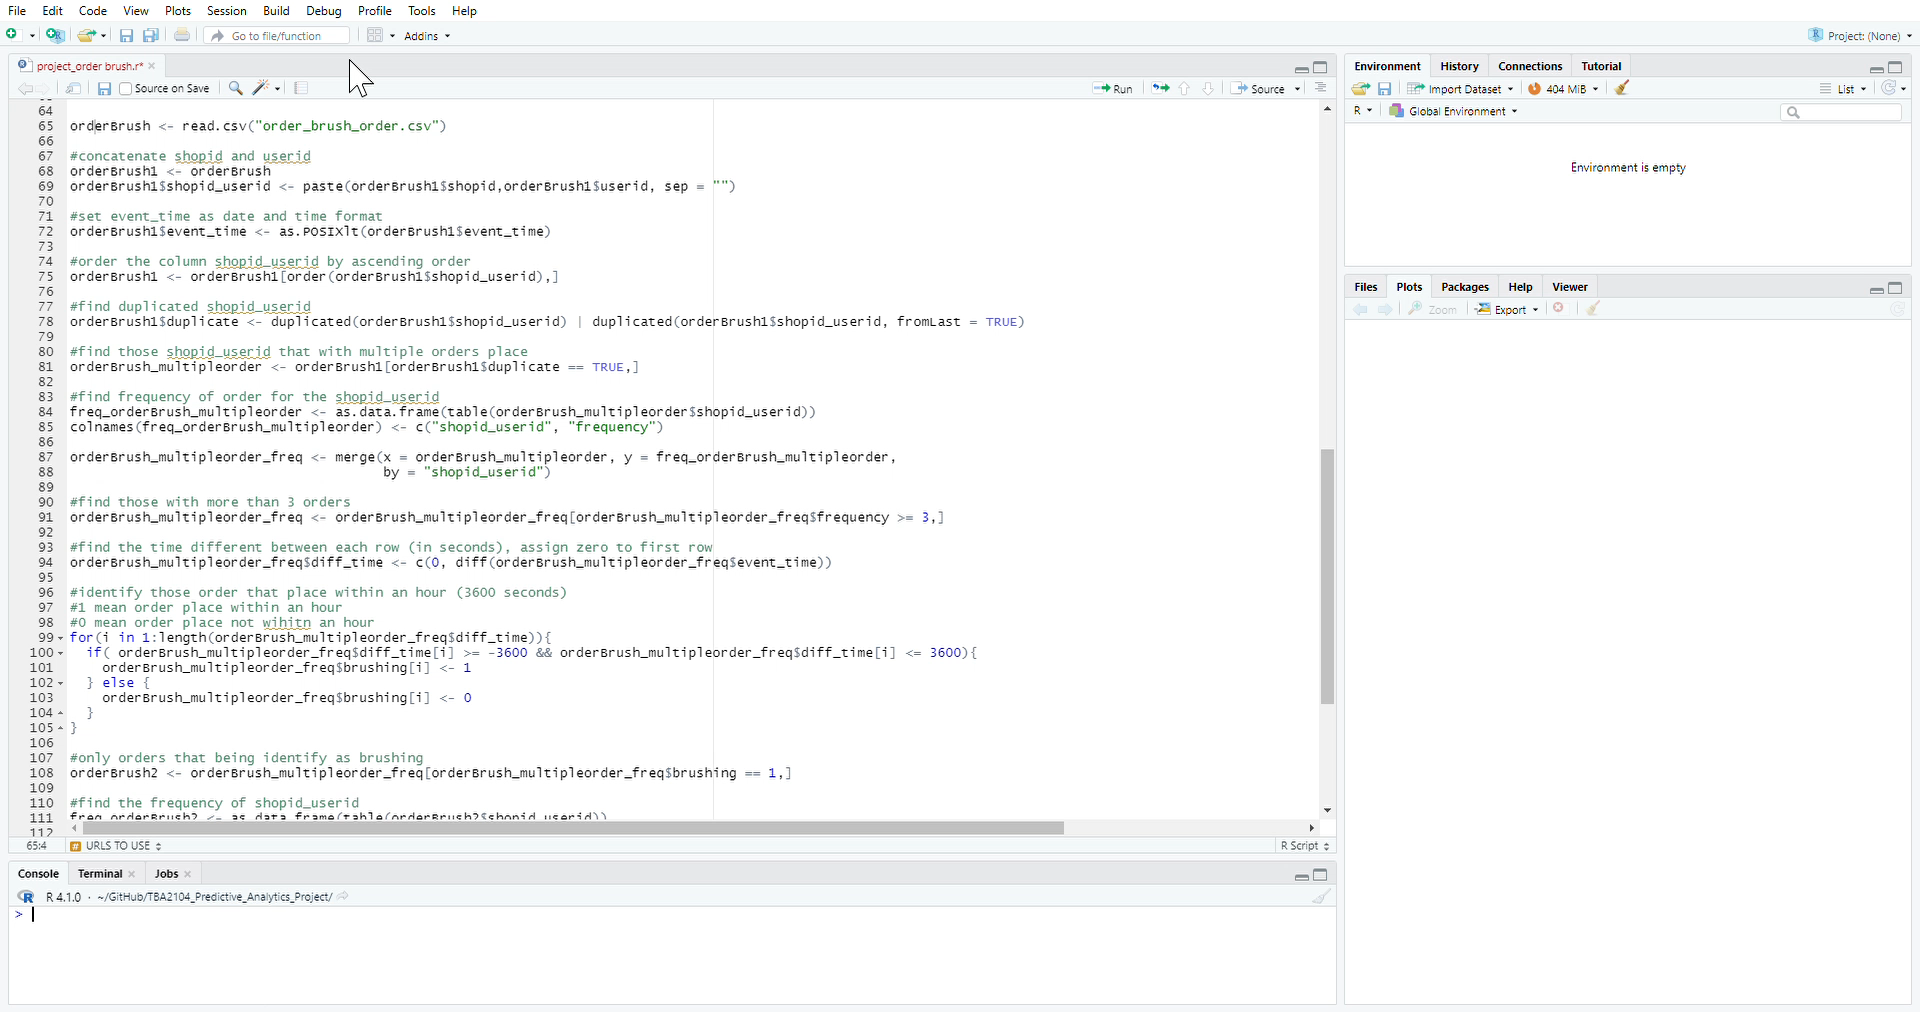 File Edit Code View Plots Session Build Debug Profile Tools Help
Go to file/function Addins Project: (None)
project_order brush.r*
Source on Save Run Source
64
65 orderBrush <- read.csv("order_brush_order.csv")
66
67 #concatenate shopid and userid
68 orderBrush1 <- orderBrush
69 orderBrush1$shopid_userid <- paste(orderBrush1$shopid,orderBrush1$userid, sep = "")
70
71 #set event_time as date and time format
72 orderBrush1$event_time <- as.POSIXlt(orderBrush1$event_time)
73
74 #order the column shopid_userid by ascending order
75 orderBrush1 <- orderBrush1[order(orderBrush1$shopid_userid),]
76
77 #find duplicated shopid_userid
78 orderBrush1$duplicate <- duplicated(orderBrush1$shopid_userid) | duplicated(orderBrush1$shopid_userid, fromLast = TRUE)
79
80 #find those shopid_userid that with multiple orders place
81 orderBrush_multipleorder <- orderBrush1[orderBrush1$duplicate == TRUE,]
82
83 #find frequency of order for the shopid_userid
84 freq_orderBrush_multipleorder <- as.data.frame(table(orderBrush_multipleorder$shopid_userid))
85 colnames(freq_orderBrush_multipleorder) <- c("shopid_userid", "frequency")
86
87 orderBrush_multipleorder_freq <- merge(x = orderBrush_multipleorder, y = freq_orderBrush_multipleorder,
88 by = "shopid_userid")
89
90 #find those with more than 3 orders
91 orderBrush_multipleorder_freq <- orderBrush_multipleorder_freq[orderBrush_multipleorder_freq$frequency >= 3,]
92
93 #find the time different between each row (in seconds), assign zero to first row
94 orderBrush_multipleorder_freq$diff_time <- c(0, diff(orderBrush_multipleorder_freq$event_time))
95
96 #identify those order that place within an hour (3600 seconds)
97 #1 mean order place within an hour
98 #0 mean order place not wihitn an hour
99 for(i in 1:length(orderBrush_multipleorder_freq$diff_time)){
100 if( orderBrush_multipleorder_freq$diff_time[i] >= -3600 && orderBrush_multipleorder_freq$diff_time[i] <= 3600){
101 orderBrush_multipleorder_freq$brushing[i] <- 1
102 } else {
103 orderBrush_multipleorder_freq$brushing[i] <- 0
104 }
105 }
106
107 #only orders that being identify as brushing
108 orderBrush2 <- orderBrush_multipleorder_freq[orderBrush_multipleorder_freq$brushing == 1,]
109
110 #find the frequency of shopid_userid
111 freq_orderBrush2 <- as.data.frame(table(orderBrush2$shopid_userid))
112
65:4 # URLS TO USE R Script
Console Terminal Jobs
R 4.1.0 · ~/GitHub/TBA2104_Predictive_Analytics_Project/
>
Environment History Connections Tutorial
Import Dataset 404 MiB List
R Global Environment
Environment is empty
Files Plots Packages Help Viewer
Zoom Export